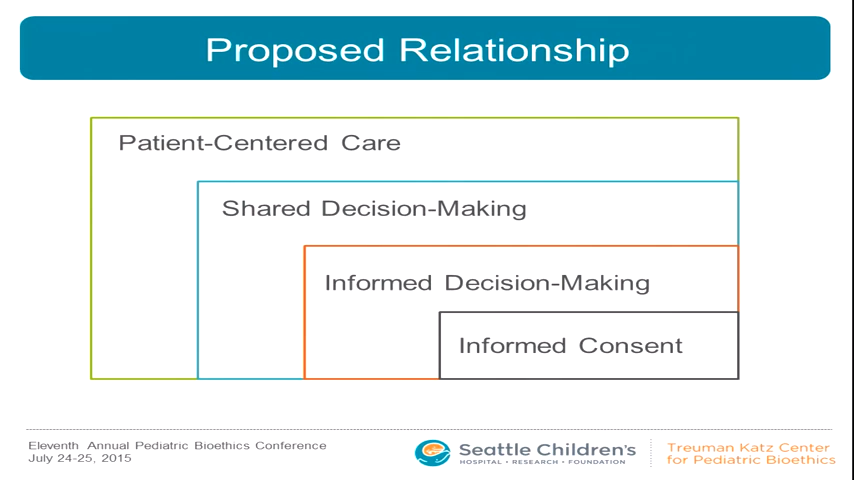 Proposed Relationship
Patient-Centered Care
Shared Decision-Making
Informed Decision-Making
Informed Consent
Eleventh Annual Pediatric Bioethics Conference
July 24-25, 2015
Seattle Children's
HOSPITAL • RESEARCH • FOUNDATION
Treuman Katz Center
for Pediatric Bioethics